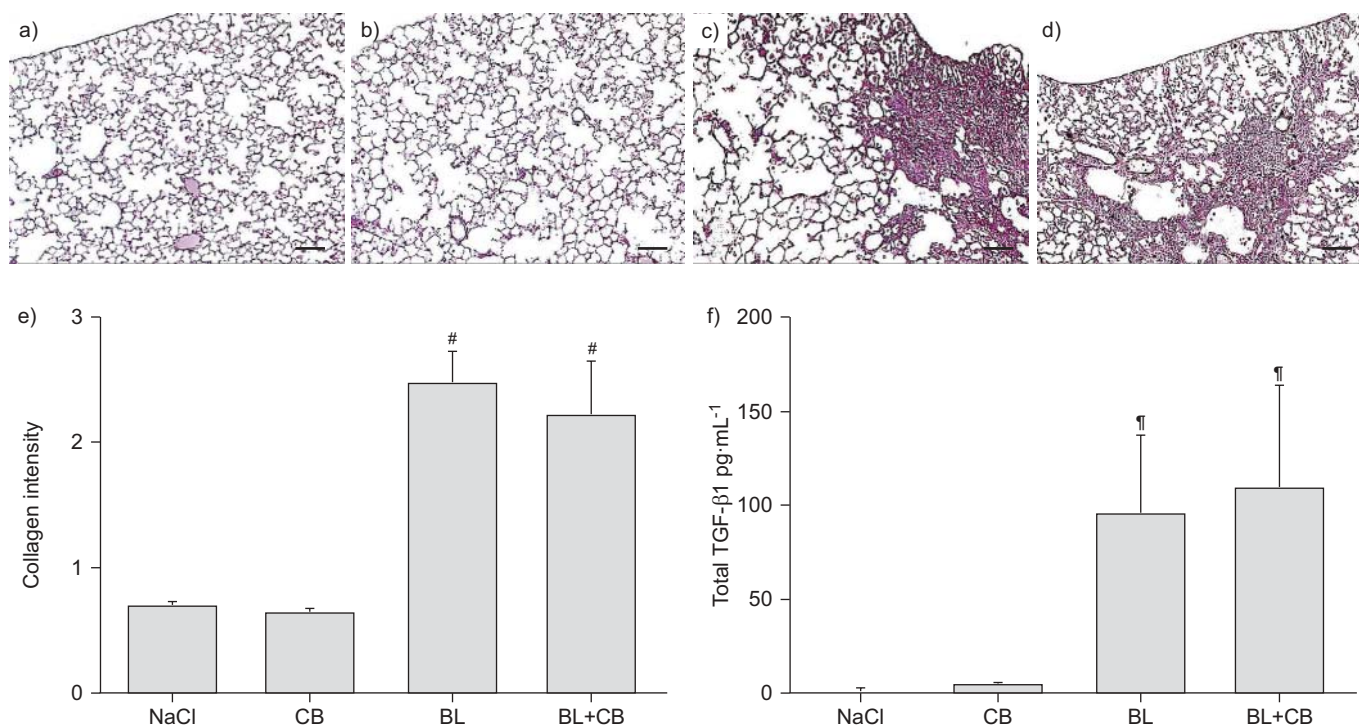 a)
b)
c)
d)
e)
3
2
1
0
Collagen intensity
#
#
NaCl
CB
BL
BL+CB
f)
200
150
100
50
0
Total TGF-β1 pg·mL-1
¶
¶
NaCl
CB
BL
BL+CB